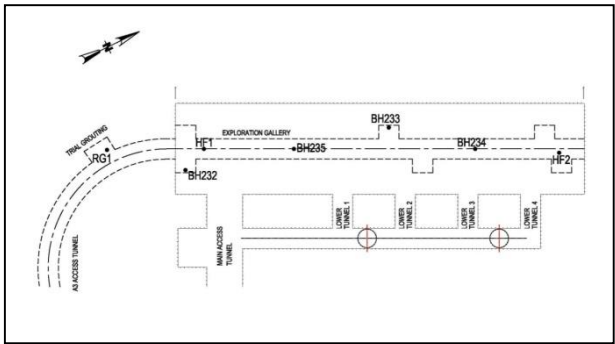 N
BH233
TRIAL GROUTING
EXPLORATION GALLERY
HF1
BH235
BH234
HF2
RG1
BH232
LOWER
TUNNEL 1
LOWER
TUNNEL 2
LOWER
TUNNEL 3
LOWER
TUNNEL 4
MAIN ACCESS
TUNNEL
A3 ACCESS TUNNEL